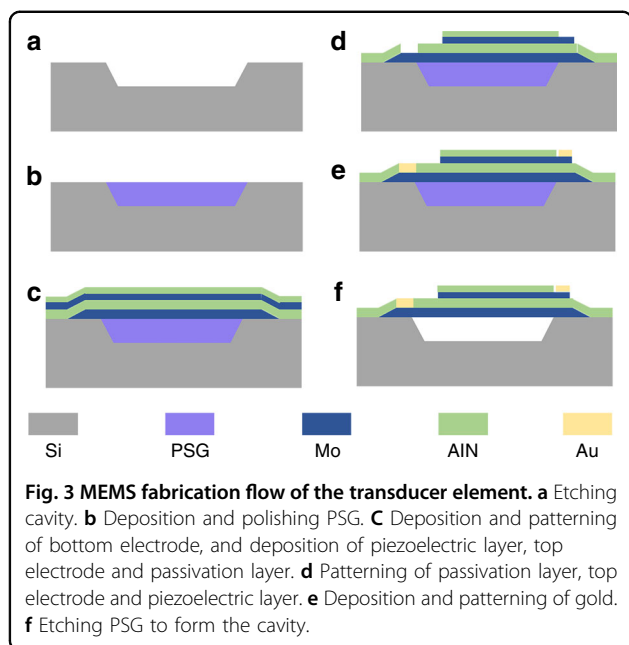 a
d
b
e
c
f
Si PSG Mo AIN Au
Fig. 3 MEMS fabrication flow of the transducer element. a Etching
cavity. b Deposition and polishing PSG. C Deposition and patterning
of bottom electrode, and deposition of piezoelectric layer, top
electrode and passivation layer. d Patterning of passivation layer, top
electrode and piezoelectric layer. e Deposition and patterning of gold.
f Etching PSG to form the cavity.